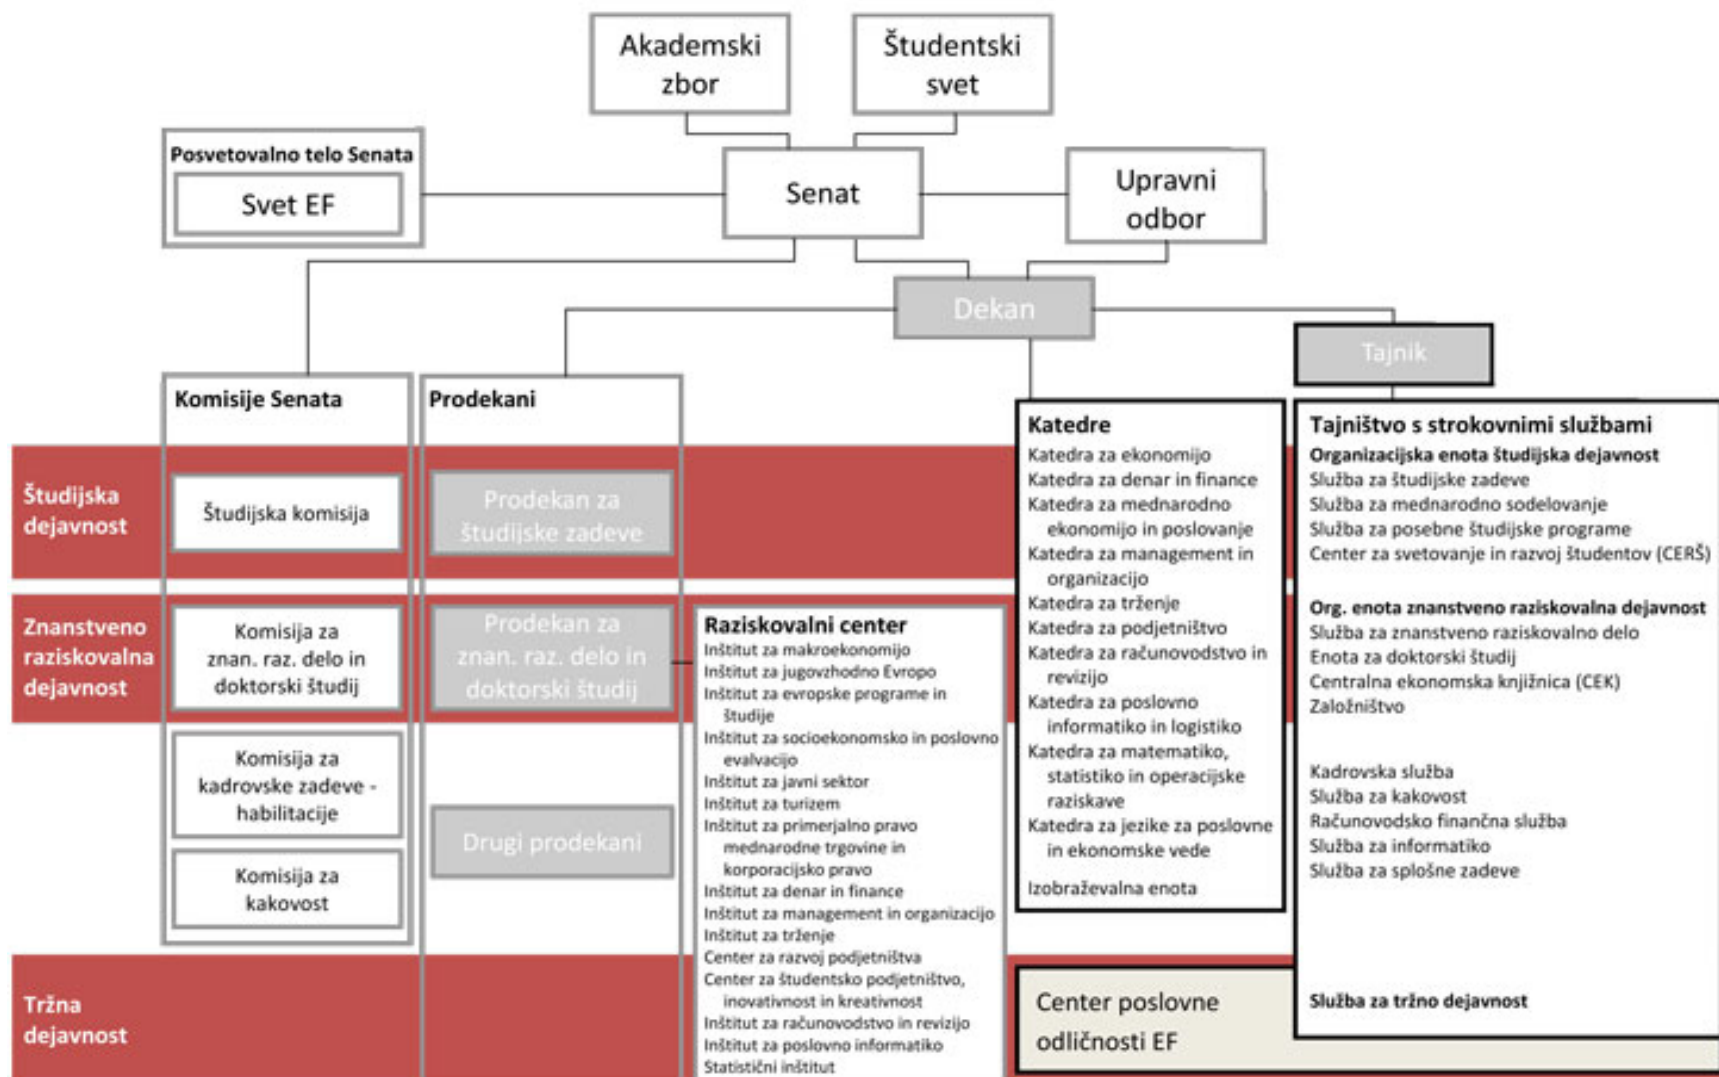 Akademski
zbor
Študentski
svet
Posvetovalno telo Senata
Svet EF
Senat
Upravni
odbor
Dekan
Tajnik
Komisije Senata
Prodekani
Študijska
dejavnost
Študijska komisija
Prodekan za
študijske zadeve
Znanstveno
raziskovalna
dejavnost
Komisija za
znan. raz. delo in
doktorski študij
Prodekan za
znan. raz. delo in
doktorski študij
Komisija za
kadrovske zadeve -
habilitacije
Drugi prodekani
Komisija za
kakovost
Tržna
dejavnost
Raziskovalni center
Inštitut za makroekonomijo
Inštitut za jugovzhodno Evropo
Inštitut za evropske programe in
študije
Inštitut za socioekonomsko in poslovno
evalvacijo
Inštitut za javni sektor
Inštitut za turizem
Inštitut za primerjalno pravo
mednarodne trgovine in
korporacijsko pravo
Inštitut za denar in finance
Inštitut za management in organizacijo
Inštitut za trženje
Center za razvoj podjetništva
Center za študentsko podjetništvo,
inovativnost in kreativnost
Inštitut za računovodstvo in revizijo
Inštitut za poslovno informatiko
Statistični inštitut
Katedre
Katedra za ekonomijo
Katedra za denar in finance
Katedra za mednarodno
ekonomijo in poslovanje
Katedra za management in
organizacijo
Katedra za trženje
Katedra za podjetništvo
Katedra za računovodstvo in
revizijo
Katedra za poslovno
informatiko in logistiko
Katedra za matematiko,
statistiko in operacijske
raziskave
Katedra za jezike za poslovne
in ekonomske vede
Izobraževalna enota
Center poslovne
odličnosti EF
Tajništvo s strokovnimi službami
Organizacijska enota študijska dejavnost
Služba za študijske zadeve
Služba za mednarodno sodelovanje
Služba za posebne študijske programe
Center za svetovanje in razvoj študentov (CERŠ)
Org. enota znanstveno raziskovalna dejavnost
Služba za znanstveno raziskovalno delo
Enota za doktorski študij
Centralna ekonomska knjižnica (CEK)
Založništvo
Kadrovska služba
Služba za kakovost
Računovodsko finančna služba
Služba za informatiko
Služba za splošne zadeve
Služba za tržno dejavnost